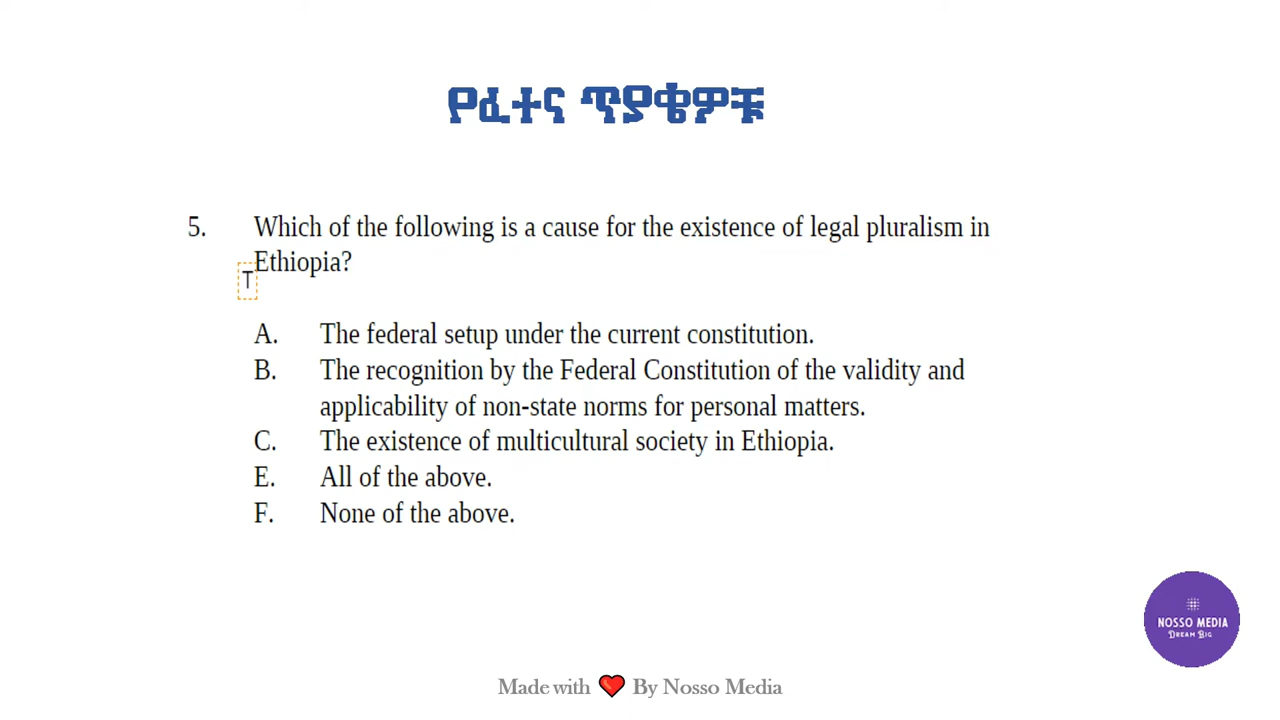 የፈተና ጥያቄዎቹ
5. Which of the following is a cause for the existence of legal pluralism in
Ethiopia?
T
A. The federal setup under the current constitution.
B. The recognition by the Federal Constitution of the validity and
applicability of non-state norms for personal matters.
C. The existence of multicultural society in Ethiopia.
E. All of the above.
F. None of the above.
NOSSO MEDIA
Dream Big
Made with ❤ By Nosso Media